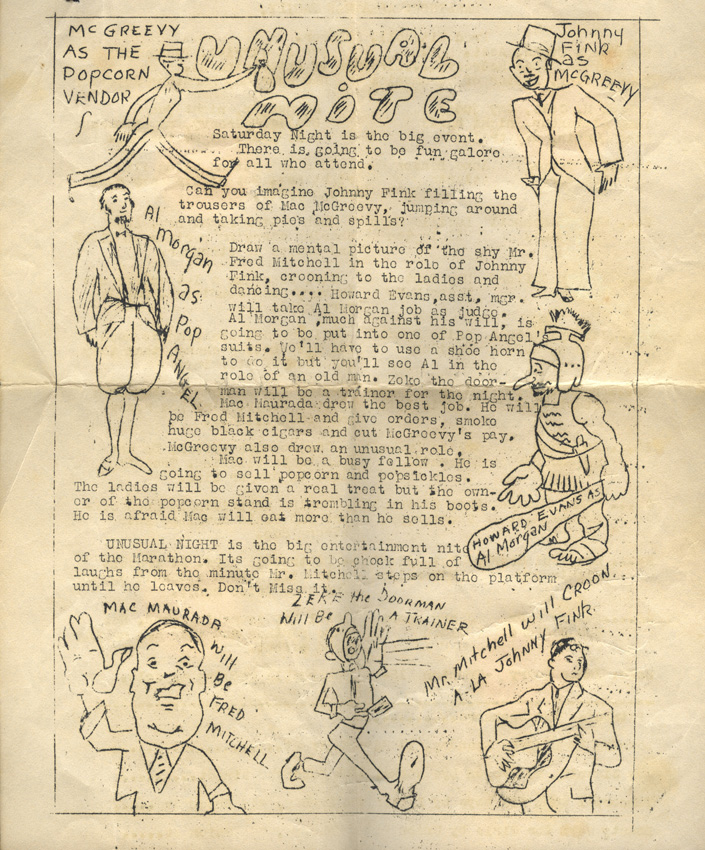 MCGREEVY
AS THE
POPCORN
VENDOR
UNUSUAL
NITE
Johnny
FINK
as
MCGREEVY
Saturday Night is the big event.
There is going to be fun galore
for all who attend.
Can you imagine Johnny Fink filling the
trousers of Mac McGreevy, jumping around
and taking pies and spills?
Al
Morgan
as
Pop
ANGEL
Draw a mental picture of the shy Mr.
Fred Mitchell in the role of Johnny
Fink, crooning to the ladies and
dancing.... Howard Evans,asst, mgr.
will take Al Morgan job as judge.
Al Morgan ,much against his will, is
going to be put into one of Pop Angel'
suits. We'll have to use a shoe horn
to do it but you'll see Al in the
role of an old man. Zeke the door-
man will be a trainer for the night.
Mac Maurada drew the best job. He will
be Fred Mitchell and give orders, smoke
huge black cigars and cut McGreevy's pay.
McGreevy also drew an unusual role,
Mac will be a busy fellow . He is
going to sell popcorn and popsickles.
The ladies will be given a real treat but the own-
er of the popcorn stand is trembling in his boots.
He is afraid Mac will eat more than he sells.
HOWARD EVANS AS
Al MORGAN
UNUSUAL NIGHT is the big entertainment nite
of the Marathon. Its going to be chock full of
laughs from the minute Mr. Mitchell steps on the platform
until he leaves. Don't Miss it.
MAC MAURADA
Will
BE
FRED
MITCHELL
ZEKE the DOORMAN
Will BE A TRAINER
Mr. Mitchell will CROON...
A LA JOHNNY FINK.